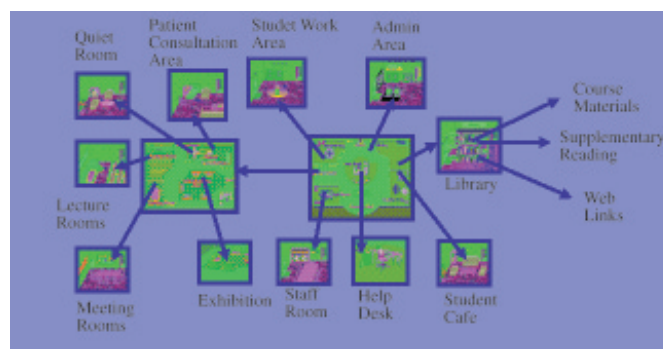 Quiet
Room
Patient
Consultation
Area
Studet Work
Area
Admin
Area
Course
Materials
Supplementary
Reading
Web
Links
Library
Lecture
Rooms
Meeting
Rooms
Exhibition
Staff
Room
Help
Desk
Student
Cafe